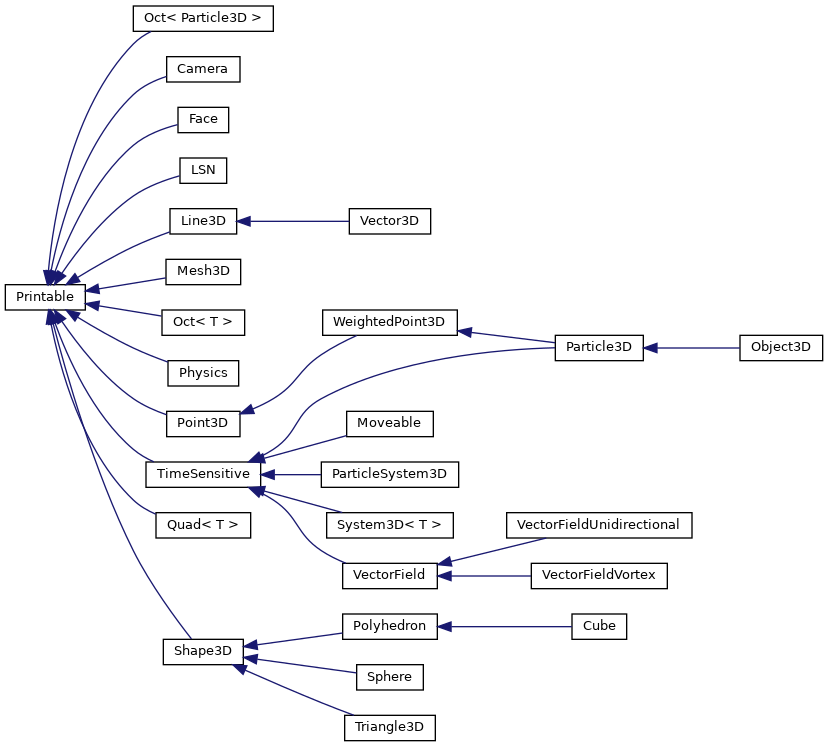 Oct< Particle3D >
Camera
Face
LSN
Line3D
Vector3D
Mesh3D
Printable
Oct< T >
WeightedPoint3D
Particle3D
Object3D
Physics
Point3D
Moveable
TimeSensitive
ParticleSystem3D
Quad< T >
System3D< T >
VectorFieldUnidirectional
VectorField
VectorFieldVortex
Polyhedron
Cube
Shape3D
Sphere
Triangle3D